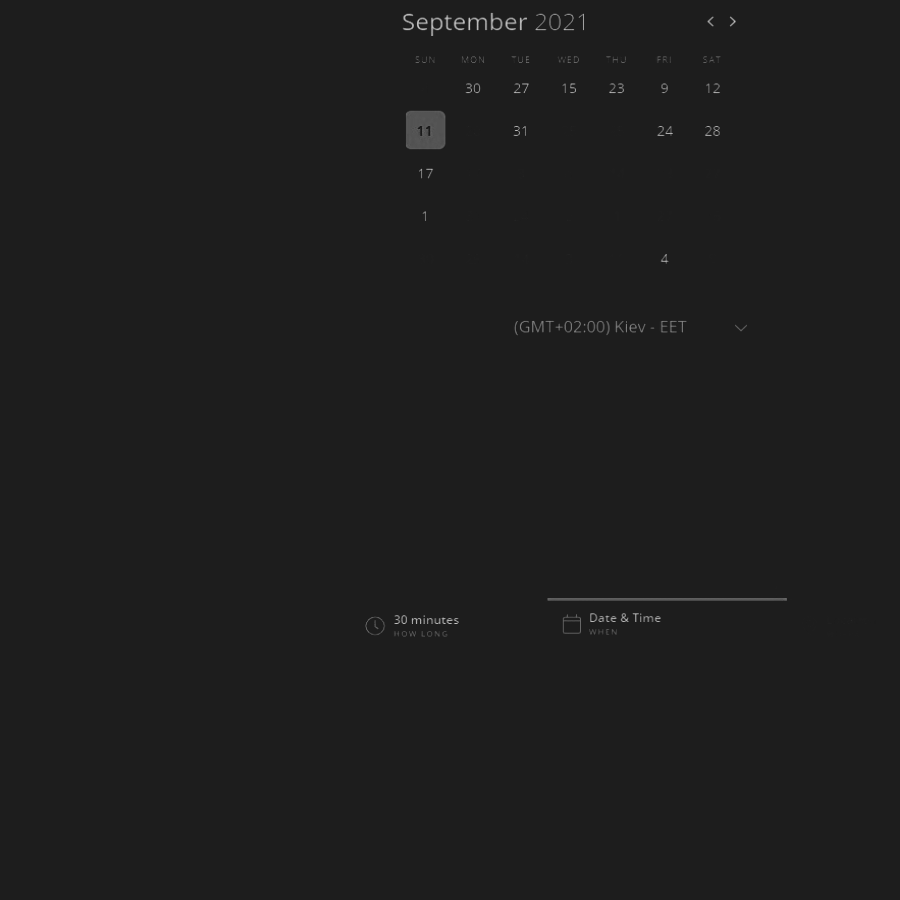 September 2021
SUN MON TUE WED THU FRI SAT
30 27 15 23 9 12
11 31 24 28
17
1
4
(GMT+02:00) Kiev - EET
30 minutes Date & Time
HOW LONG WHEN